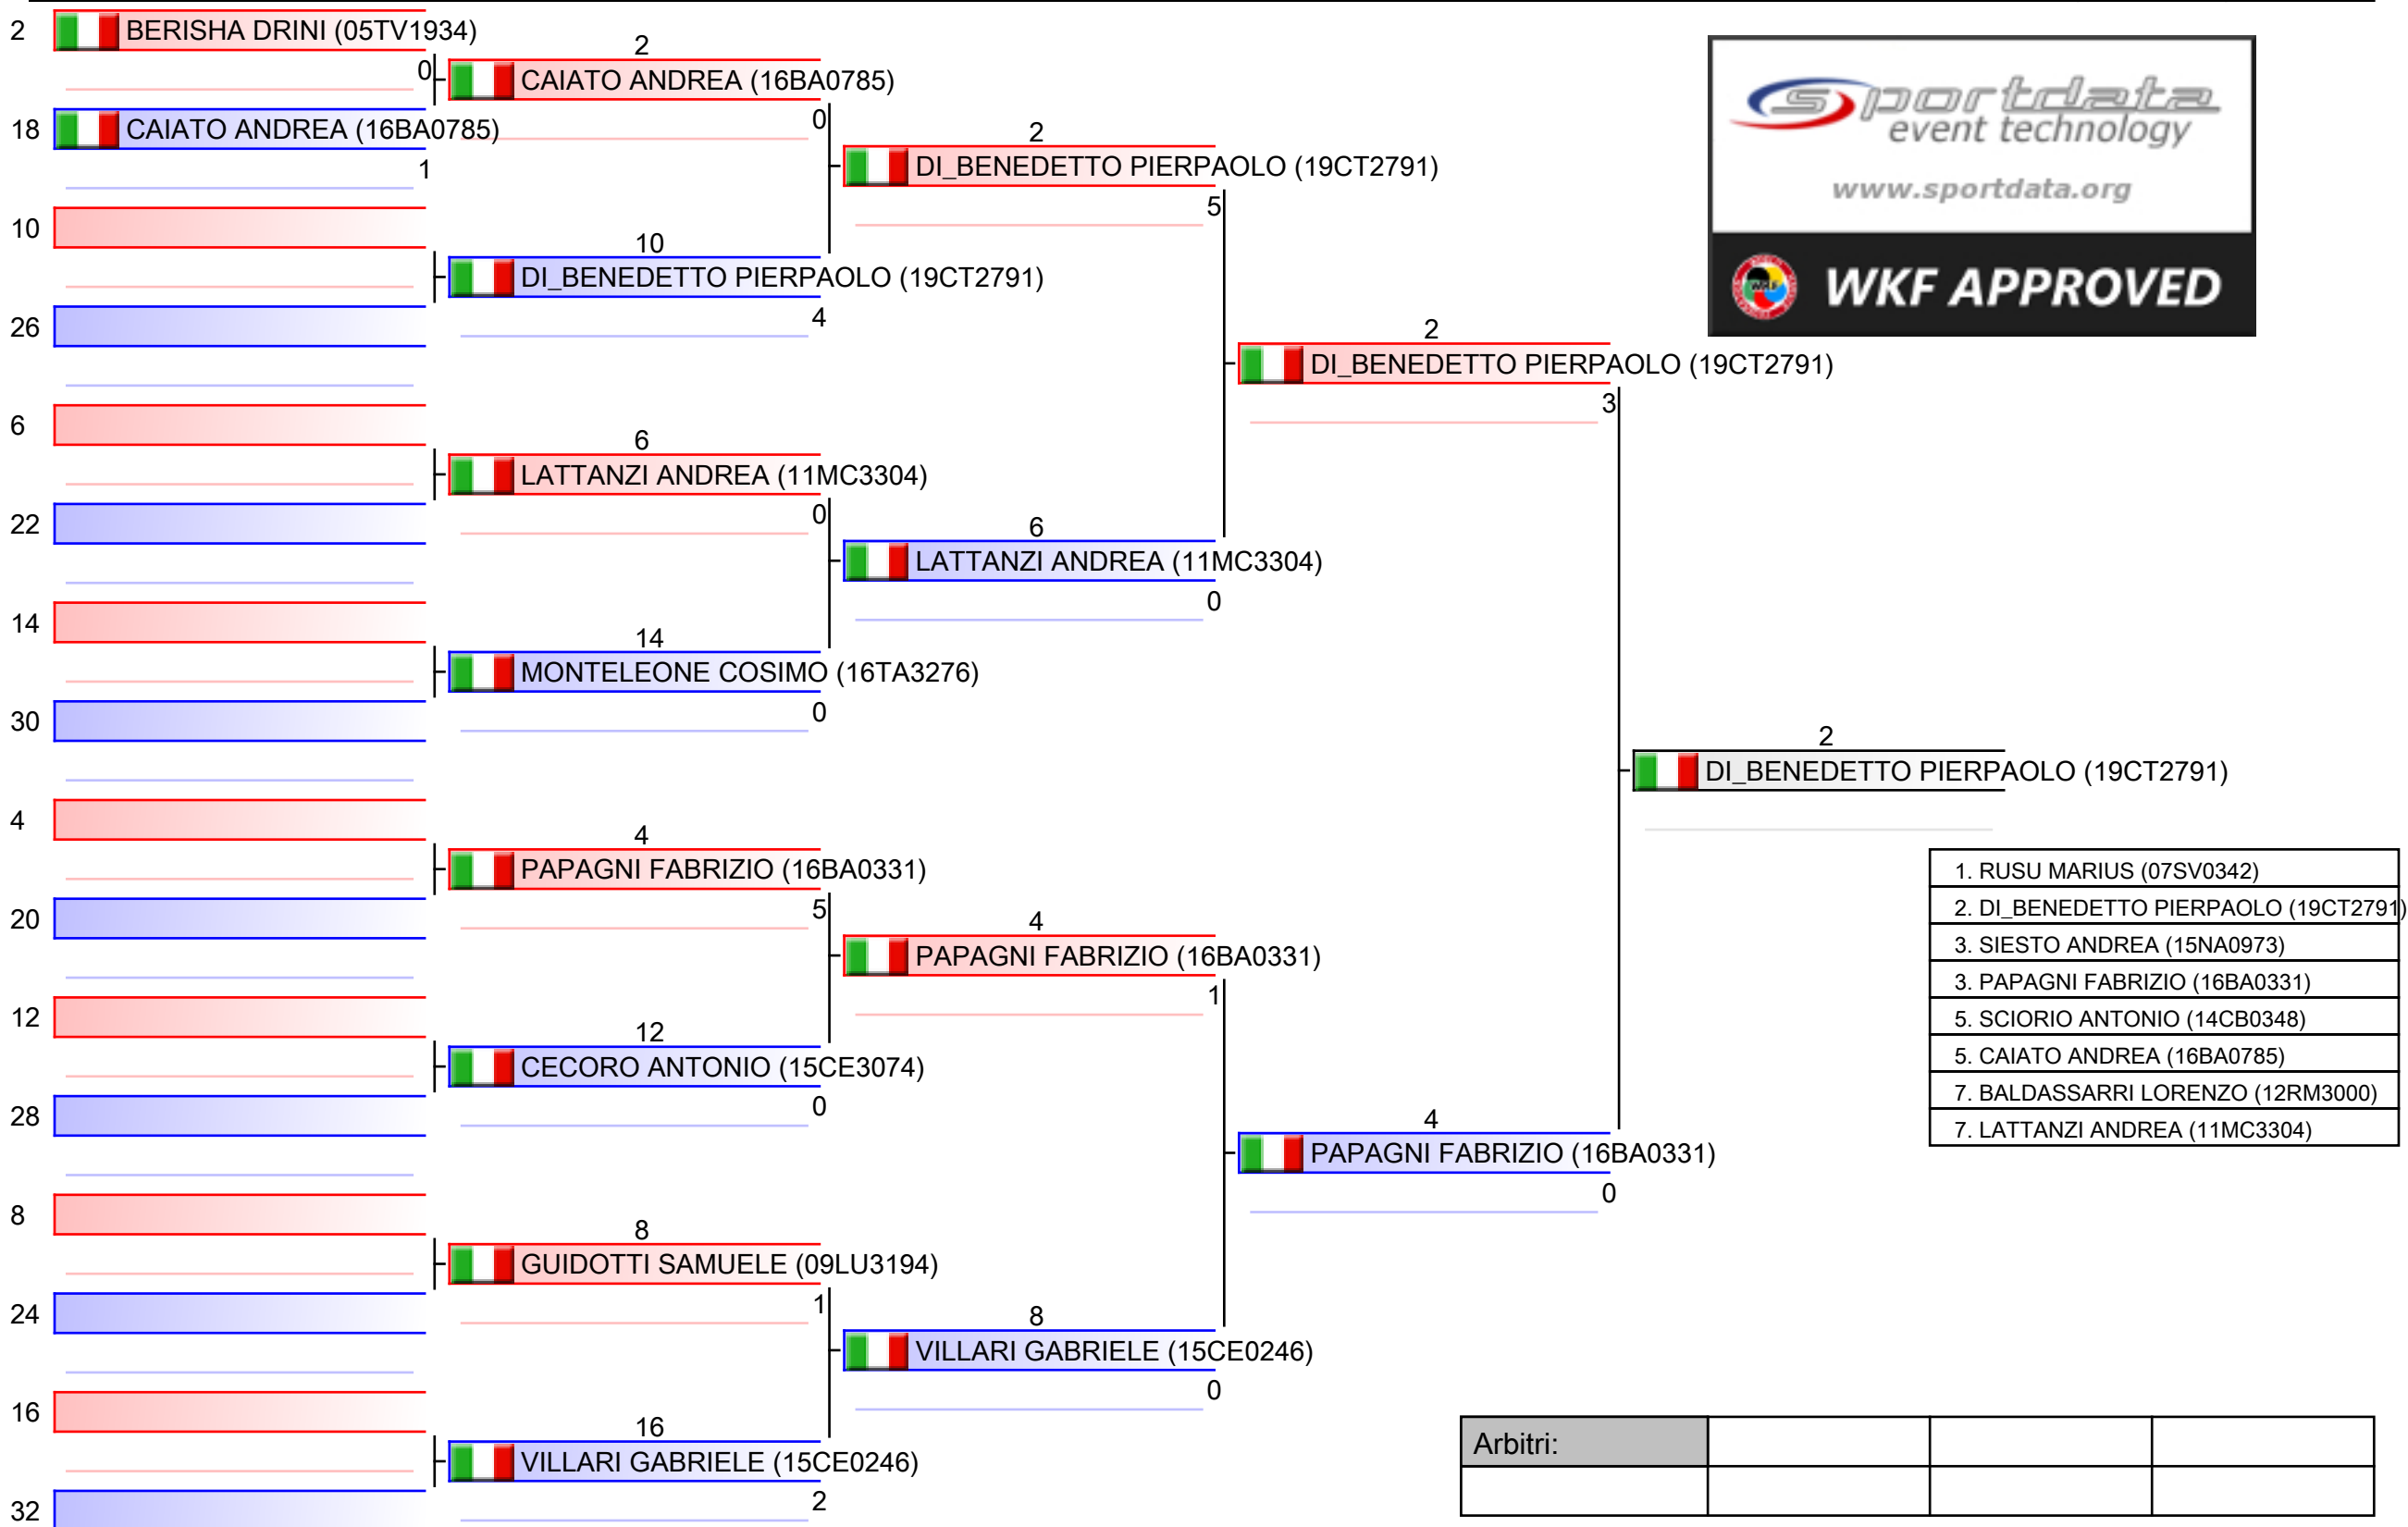 2 BERISHA DRINI (05TV1934)
0
2
CAIATO ANDREA (16BA0785)
0
18 CAIATO ANDREA (16BA0785)
1
2
DI_BENEDETTO PIERPAOLO (19CT2791)
5
10
10
DI_BENEDETTO PIERPAOLO (19CT2791)
4
26
2
DI_BENEDETTO PIERPAOLO (19CT2791)
3
6
6
LATTANZI ANDREA (11MC3304)
0
22
6
LATTANZI ANDREA (11MC3304)
0
14
14
MONTELEONE COSIMO (16TA3276)
0
30
2
DI_BENEDETTO PIERPAOLO (19CT2791)
4
4
PAPAGNI FABRIZIO (16BA0331)
5
20
4
PAPAGNI FABRIZIO (16BA0331)
1
12
12
CECORO ANTONIO (15CE3074)
0
28
4
PAPAGNI FABRIZIO (16BA0331)
0
8
8
GUIDOTTI SAMUELE (09LU3194)
1
24
8
VILLARI GABRIELE (15CE0246)
0
16
16
VILLARI GABRIELE (15CE0246)
2
32
sportdata
event technology
www.sportdata.org
WKF
WKF APPROVED
1. RUSU MARIUS (07SV0342)
2. DI_BENEDETTO PIERPAOLO (19CT2791)
3. SIESTO ANDREA (15NA0973)
3. PAPAGNI FABRIZIO (16BA0331)
5. SCIORIO ANTONIO (14CB0348)
5. CAIATO ANDREA (16BA0785)
7. BALDASSARRI LORENZO (12RM3000)
7. LATTANZI ANDREA (11MC3304)
Arbitri: